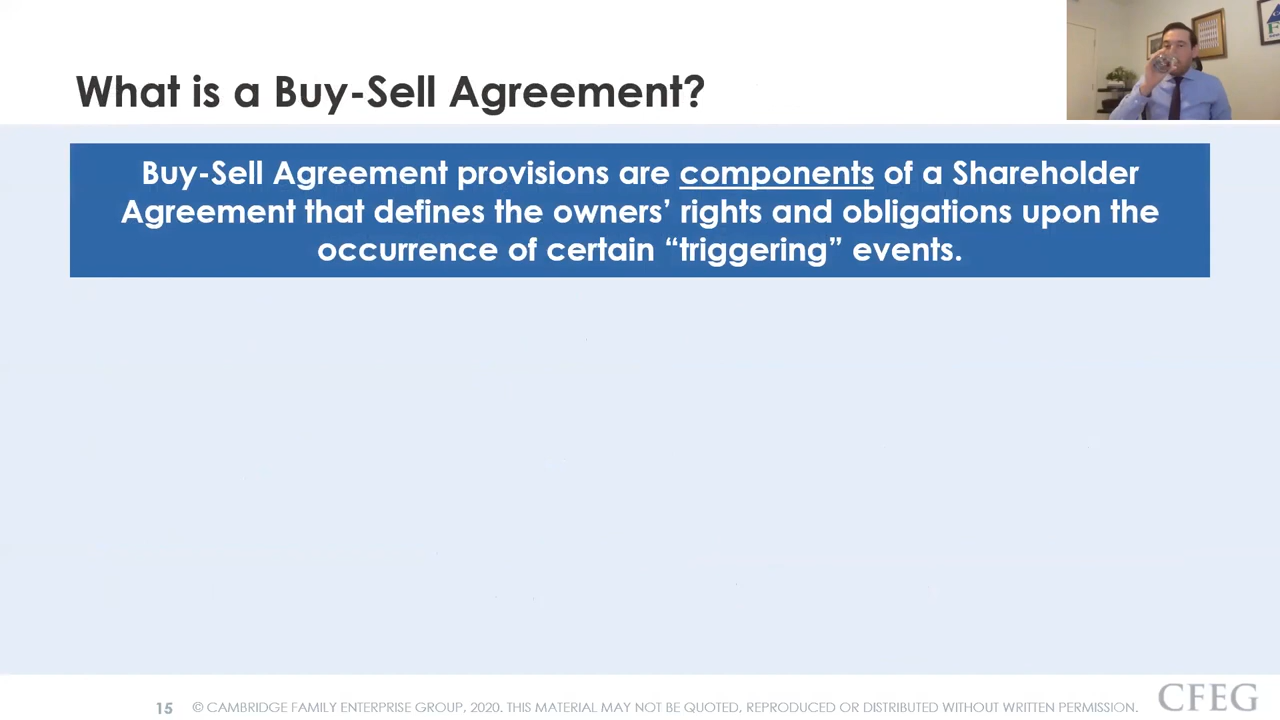 What is a Buy-Sell Agreement?
Buy-Sell Agreement provisions are components of a Shareholder
Agreement that defines the owners’ rights and obligations upon the
occurrence of certain “triggering” events.
15 © CAMBRIDGE FAMILY ENTERPRISE GROUP, 2020. THIS MATERIAL MAY NOT BE QUOTED, REPRODUCED OR DISTRIBUTED WITHOUT WRITTEN PERMISSION.
CFEG